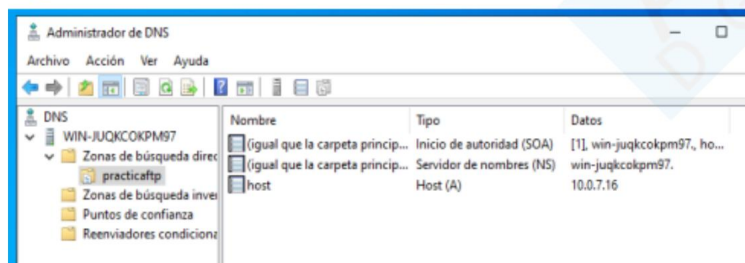 Administrador de DNS
Archivo Acción Ver Ayuda
DNS
WIN-JUQKCOKPM97
Zonas de búsqueda direc
practicaftp
Zonas de búsqueda inver
Puntos de confianza
Reenviadores condiciona
Nombre Tipo Datos
(igual que la carpeta princip... Inicio de autoridad (SOA) [1], win-juqkcokpm97., ho...
(igual que la carpeta princip... Servidor de nombres (NS) win-juqkcokpm97.
host Host (A) 10.0.7.16